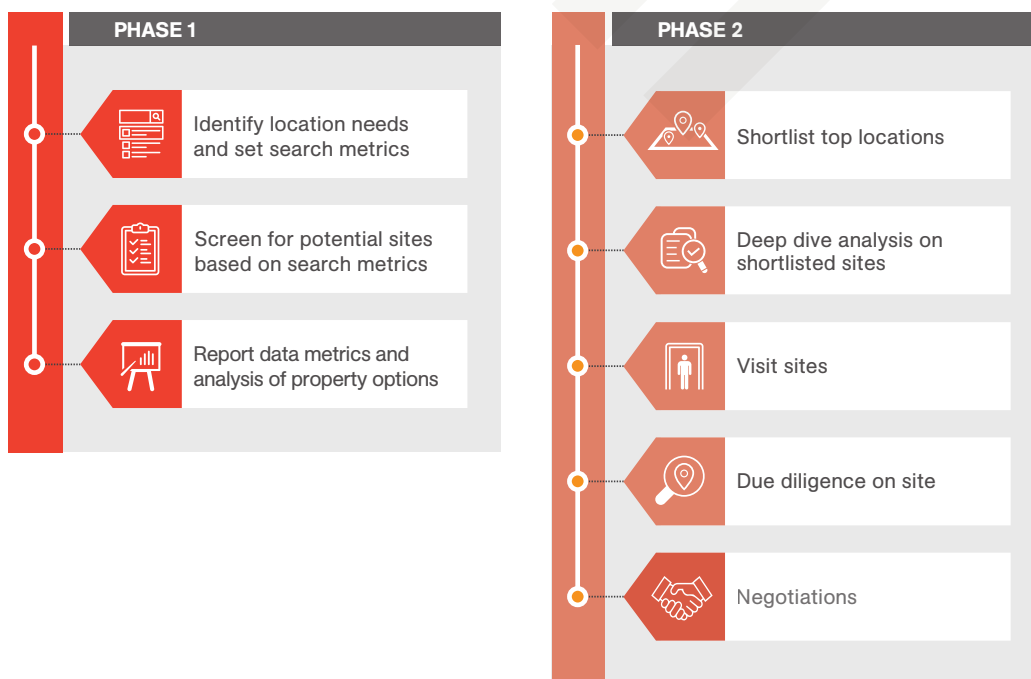 PHASE 1
Identify location needs
and set search metrics
Screen for potential sites
based on search metrics
Report data metrics and
analysis of property options
PHASE 2
Shortlist top locations
Deep dive analysis on
shortlisted sites
Visit sites
Due diligence on site
Negotiations